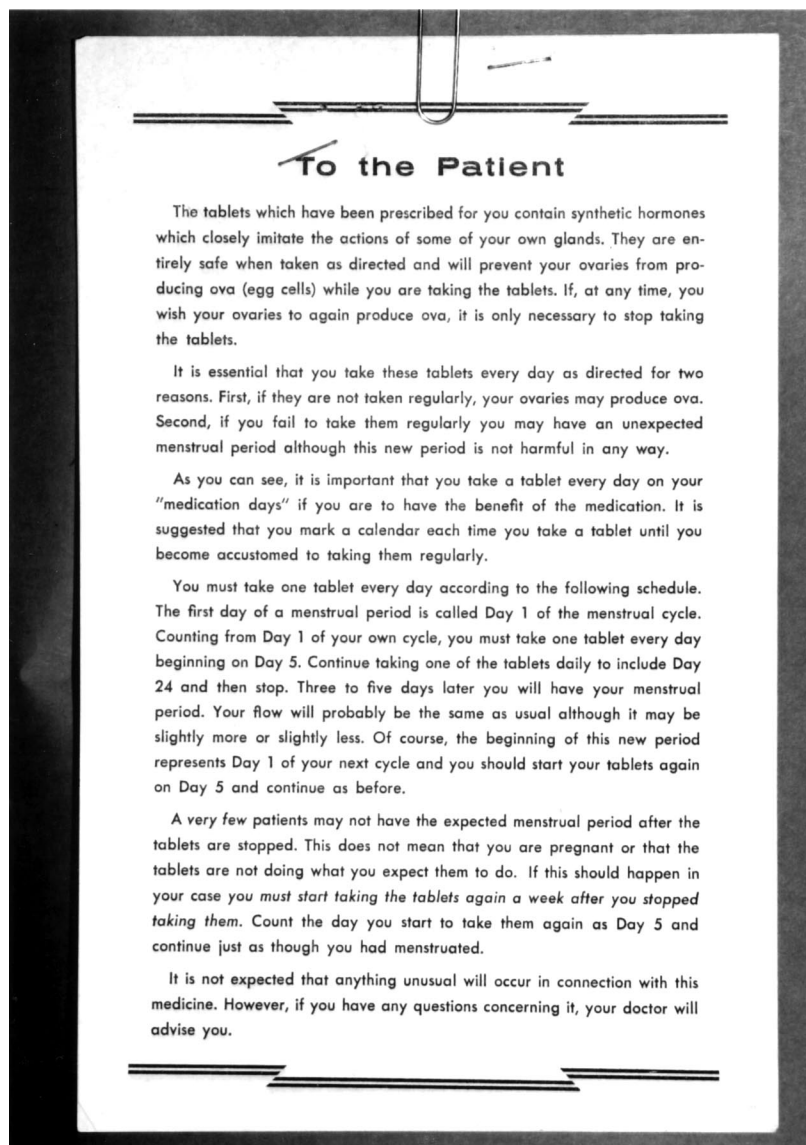 To the Patient
The tablets which have been prescribed for you contain synthetic hormones
which closely imitate the actions of some of your own glands. They are en-
tirely safe when taken as directed and will prevent your ovaries from pro-
ducing ova (egg cells) while you are taking the tablets. If, at any time, you
wish your ovaries to again produce ova, it is only necessary to stop taking
the tablets.
It is essential that you take these tablets every day as directed for two
reasons. First, if they are not taken regularly, your ovaries may produce ova.
Second, if you fail to take them regularly you may have an unexpected
menstrual period although this new period is not harmful in any way.
As you can see, it is important that you take a tablet every day on your
"medication days" if you are to have the benefit of the medication. It is
suggested that you mark a calendar each time you take a tablet until you
become accustomed to taking them regularly.
You must take one tablet every day according to the following schedule.
The first day of a menstrual period is called Day 1 of the menstrual cycle.
Counting from Day 1 of your own cycle, you must take one tablet every day
beginning on Day 5. Continue taking one of the tablets daily to include Day
24 and then stop. Three to five days later you will have your menstrual
period. Your flow will probably be the same as usual although it may be
slightly more or slightly less. Of course, the beginning of this new period
represents Day 1 of your next cycle and you should start your tablets again
on Day 5 and continue as before.
A very few patients may not have the expected menstrual period after the
tablets are stopped. This does not mean that you are pregnant or that the
tablets are not doing what you expect them to do. If this should happen in
your case you must start taking the tablets again a week after you stopped
taking them. Count the day you start to take them again as Day 5 and
continue just as though you had menstruated.
It is not expected that anything unusual will occur in connection with this
medicine. However, if you have any questions concerning it, your doctor will
advise you.